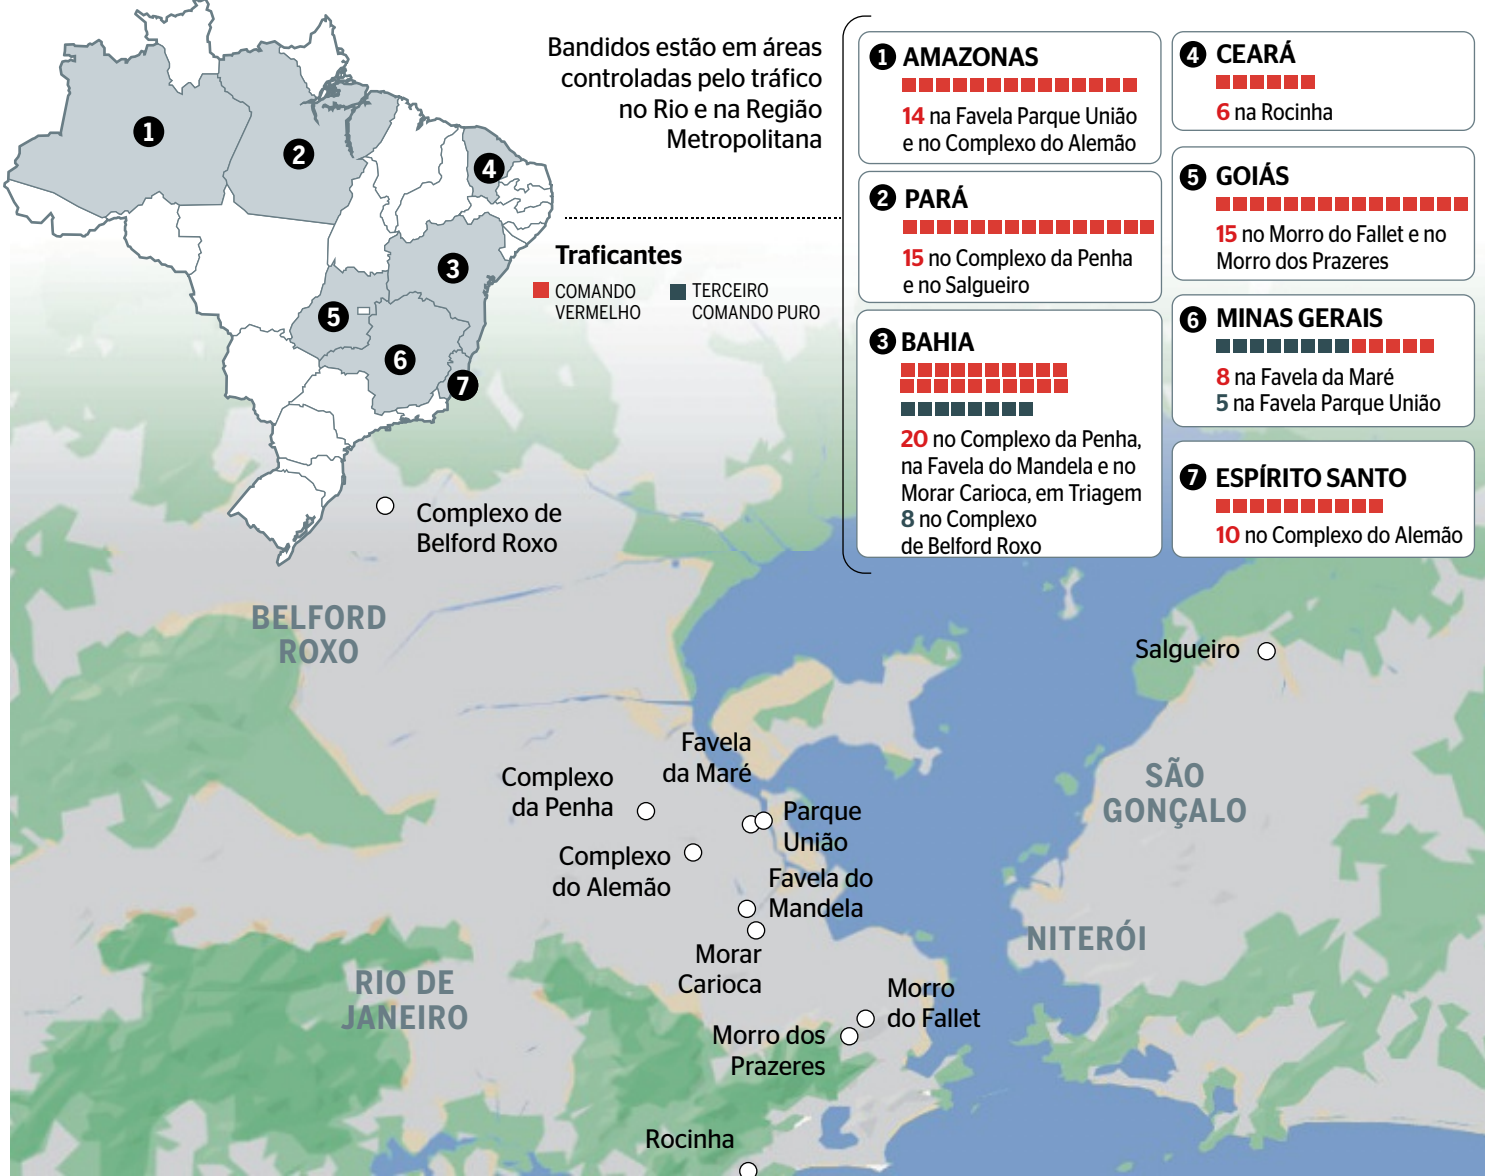 Bandidos estão em áreas
controladas pelo tráfico
no Rio e na Região
Metropolitana
Traficantes
COMANDO
VERMELHO
TERCEIRO
COMANDO PURO
1
2
3
4
5
6
7
1 AMAZONAS
14 na Favela Parque União
e no Complexo do Alemão
2 PARÁ
15 no Complexo da Penha
e no Salgueiro
3 BAHIA
20 no Complexo da Penha,
na Favela do Mandela e no
Morar Carioca, em Triagem
8 no Complexo
de Belford Roxo
4 CEARÁ
6 na Rocinha
5 GOIÁS
15 no Morro do Fallet e no
Morro dos Prazeres
6 MINAS GERAIS
8 na Favela da Maré
5 na Favela Parque União
7 ESPÍRITO SANTO
10 no Complexo do Alemão
Complexo de
Belford Roxo
BELFORD
ROXO
Salgueiro
Favela
da Maré
Complexo
da Penha
Parque
União
SÃO
GONÇALO
Complexo
do Alemão
Favela do
Mandela
NITERÓI
Morar
Carioca
RIO DE
JANEIRO
Morro
do Fallet
Morro dos
Prazeres
Rocinha